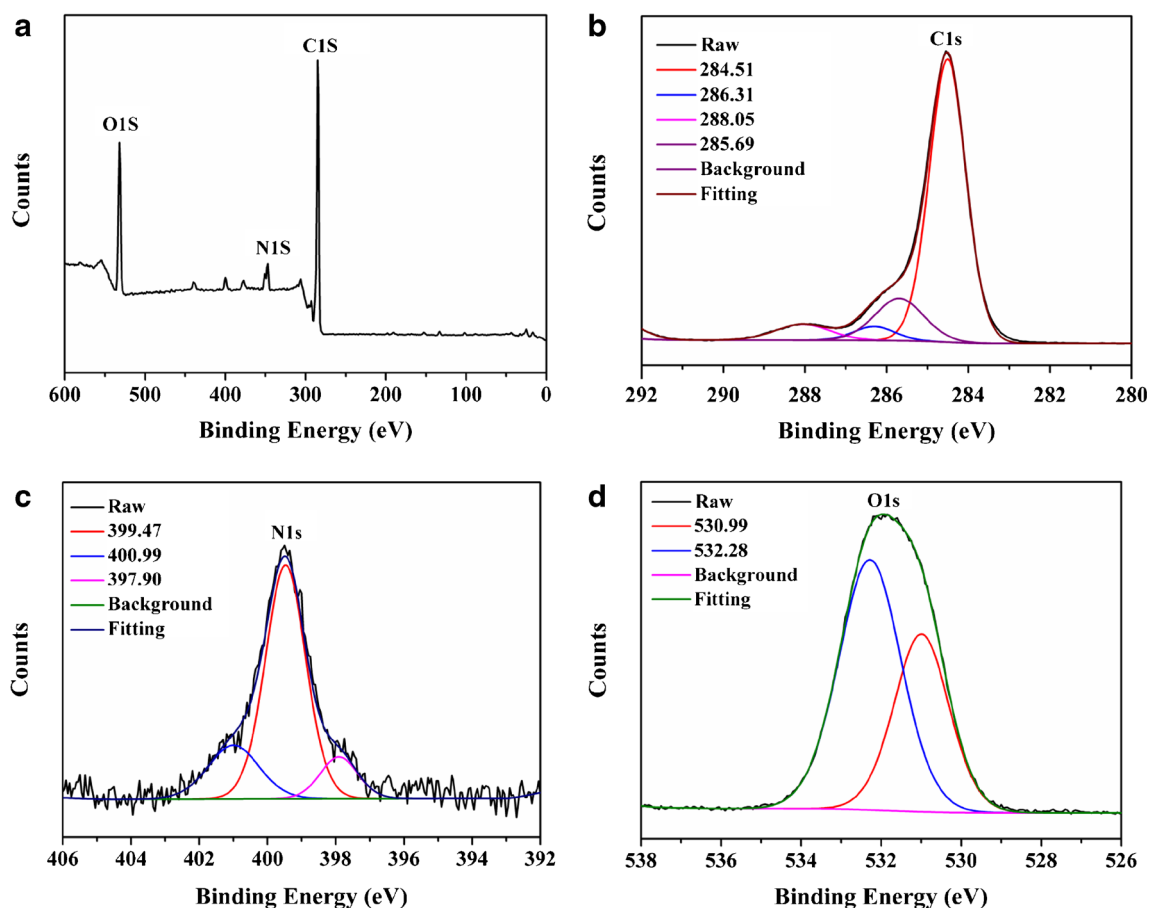 a
C1S
O1S
N1S
Counts
600 500 400 300 200 100 0
Binding Energy (eV)
b
C1s
Raw
284.51
286.31
288.05
285.69
Background
Fitting
Counts
292 290 288 286 284 282 280
Binding Energy (eV)
c
N1s
Raw
399.47
400.99
397.90
Background
Fitting
Counts
406 404 402 400 398 396 394 392
Binding Energy (eV)
d
O1s
Raw
530.99
532.28
Background
Fitting
Counts
538 536 534 532 530 528 526
Binding Energy (eV)